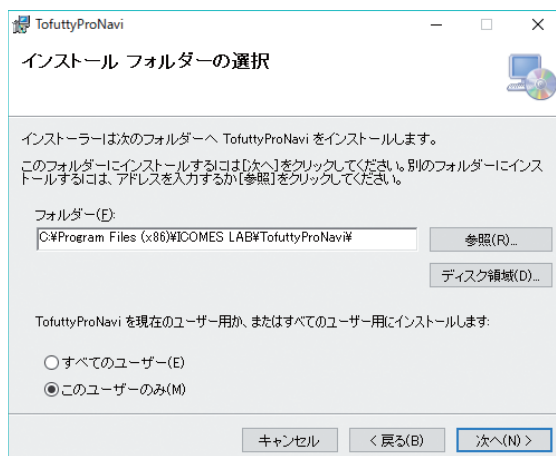 TofuttyProNavi
インストール フォルダーの選択
インストーラーは次のフォルダーへ TofuttyProNavi をインストールします。
このフォルダーにインストールするには[次へ]をクリックしてください。別のフォルダーにインス
トールするには、アドレスを入力するか[参照]をクリックしてください。
フォルダー(F):
C:¥Program Files (x86)¥ICOMES LAB¥TofuttyProNavi¥
参照(R)...
ディスク領域(D)...
TofuttyProNavi を現在のユーザー用か、またはすべてのユーザー用にインストールします:
すべてのユーザー(E)
このユーザーのみ(M)
キャンセル
< 戻る(B)
次へ(N) >